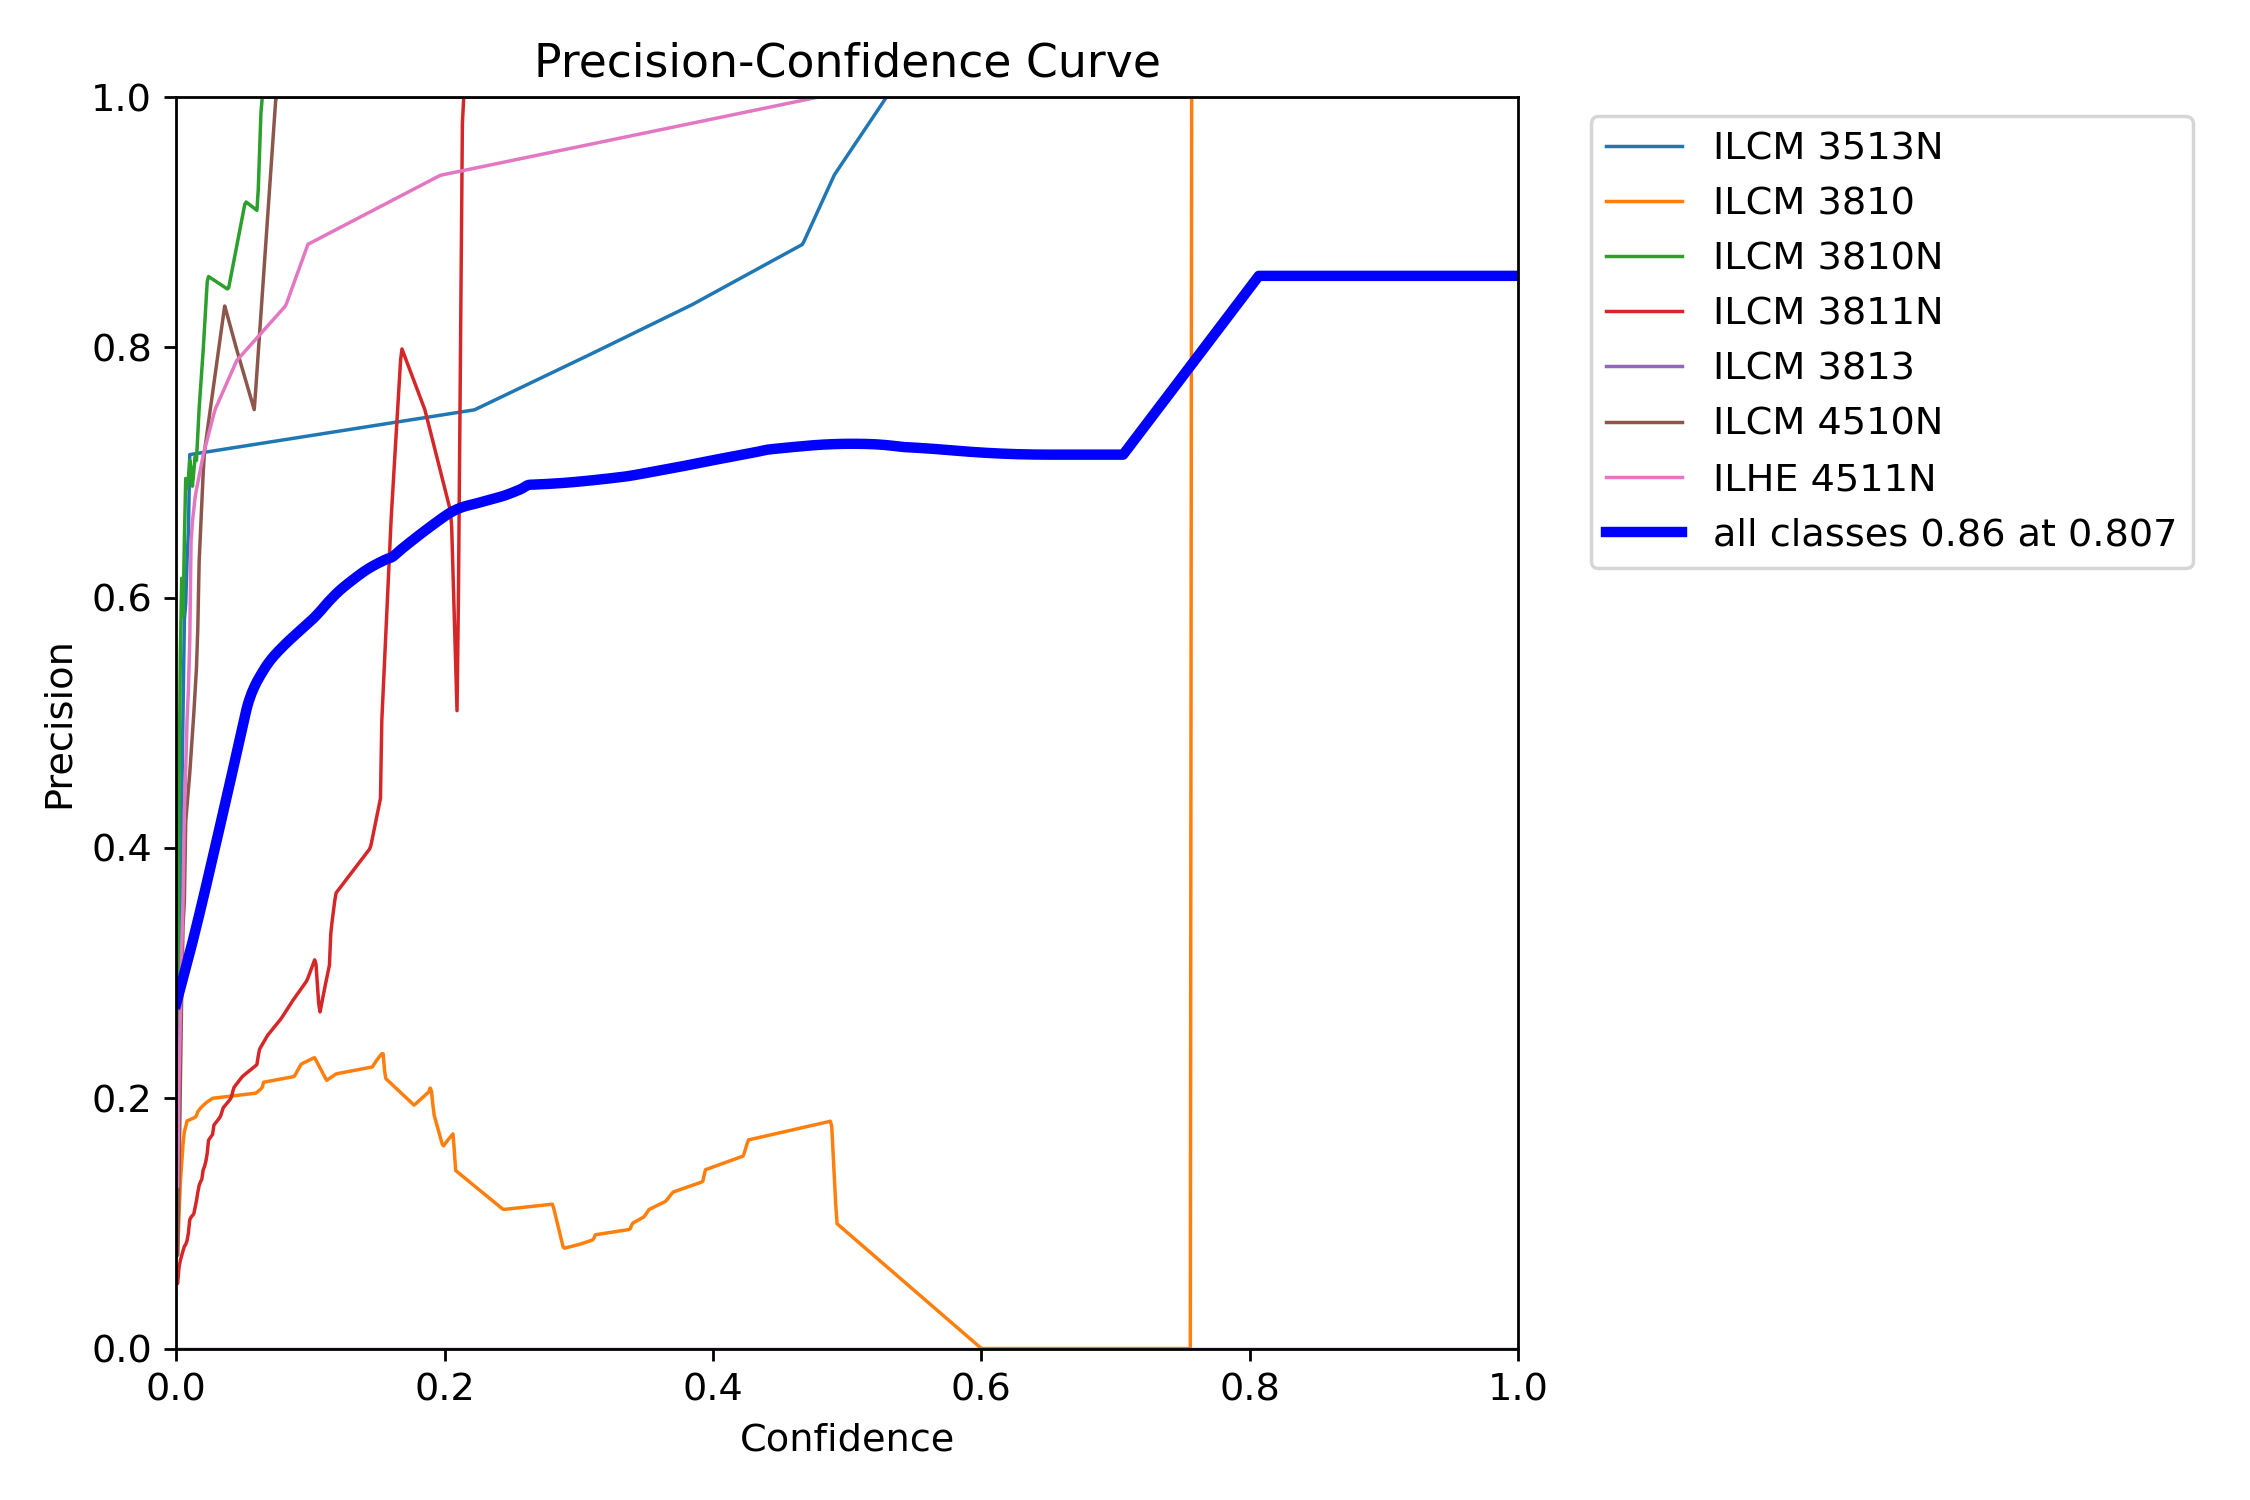 Precision-Confidence Curve
1.0
0.8
0.6
0.4
0.2
0.0
Precision
0.0 0.2 0.4 0.6 0.8 1.0
Confidence
ILCM 3513N
ILCM 3810
ILCM 3810N
ILCM 3811N
ILCM 3813
ILCM 4510N
ILHE 4511N
all classes 0.86 at 0.807